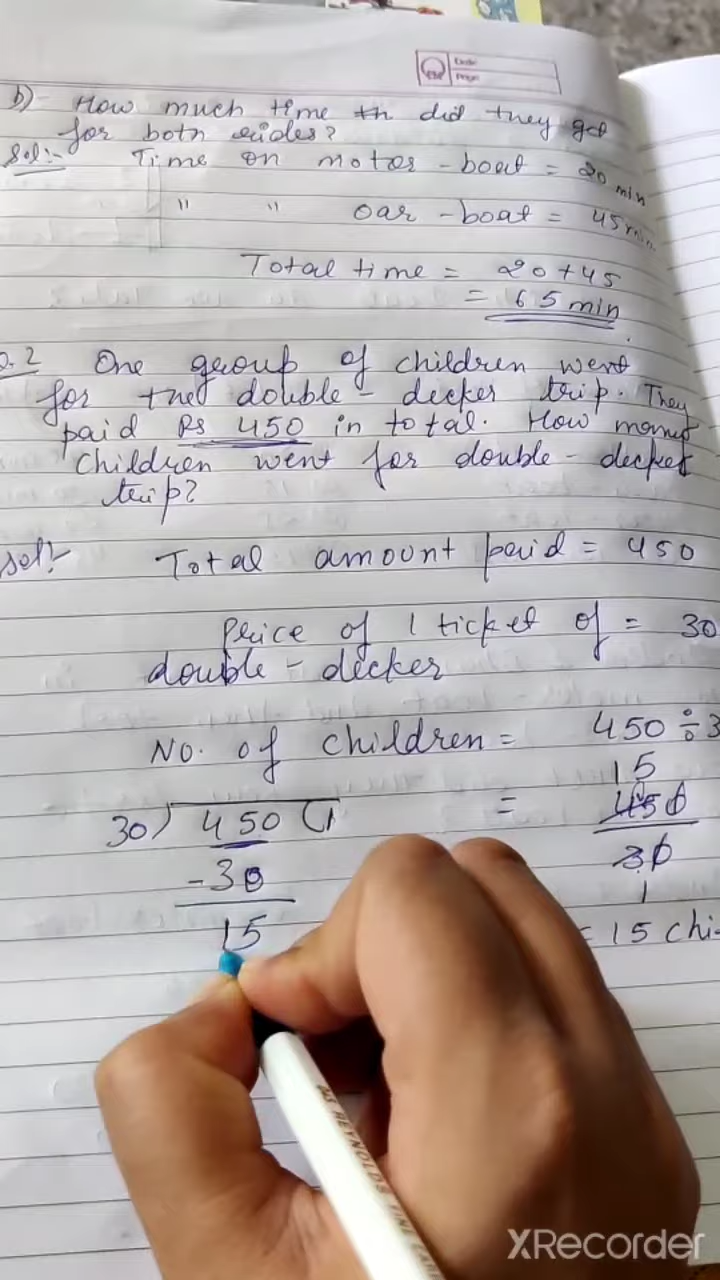 Date
Page
b) How much time th did they get
for both rides?
Sol:- Time on motor-boat = 20 min
" " oar-boat = 45 min
Total time = 20+45
= 65 min
Q.2 One group of children went
for the double-decker trip. They
paid Rs 450 in total. How many
children went for double-decker
trip?
Sol:- Total amount paid = 450
Price of 1 ticket of = 30
double-decker
No. of children = 450÷3
15
30) 450 (1 = 450
-30 30
1
15 = 15 chi
REYNOLDS
XRecorder